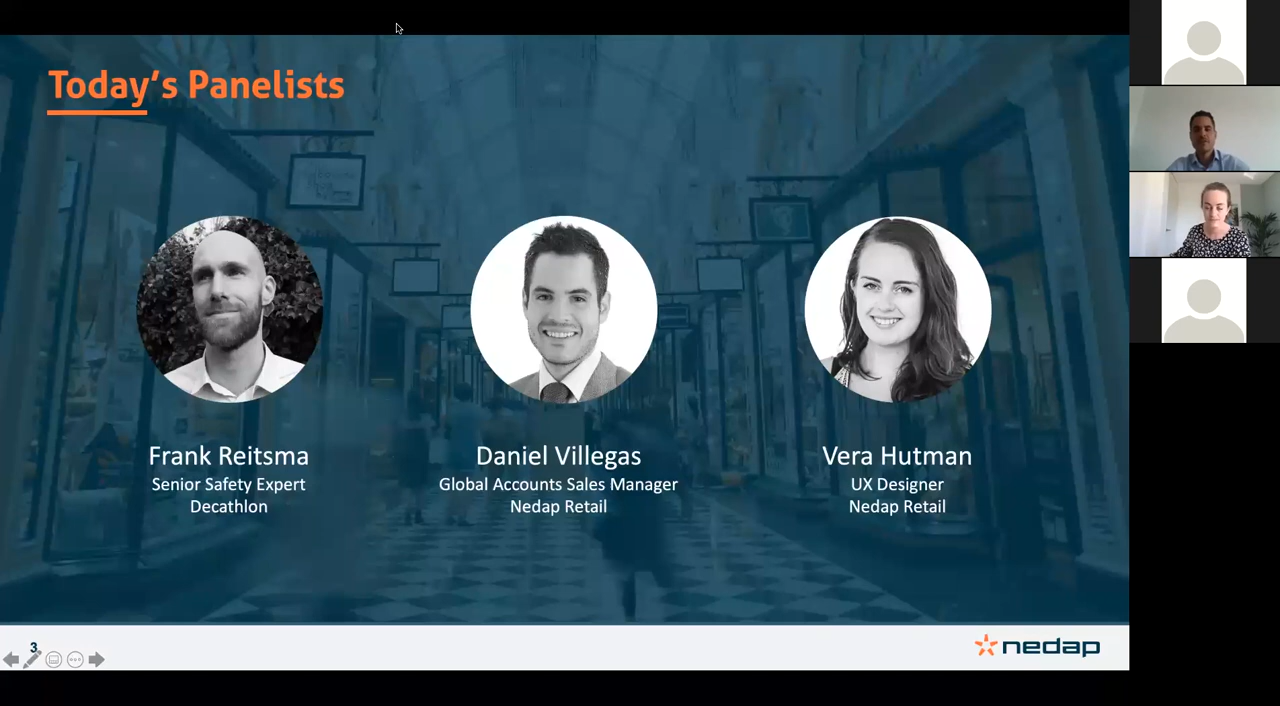 Today's Panelists
Frank Reitsma
Senior Safety Expert
Decathlon
Daniel Villegas
Global Accounts Sales Manager
Nedap Retail
Vera Hutman
UX Designer
Nedap Retail
3
nedap